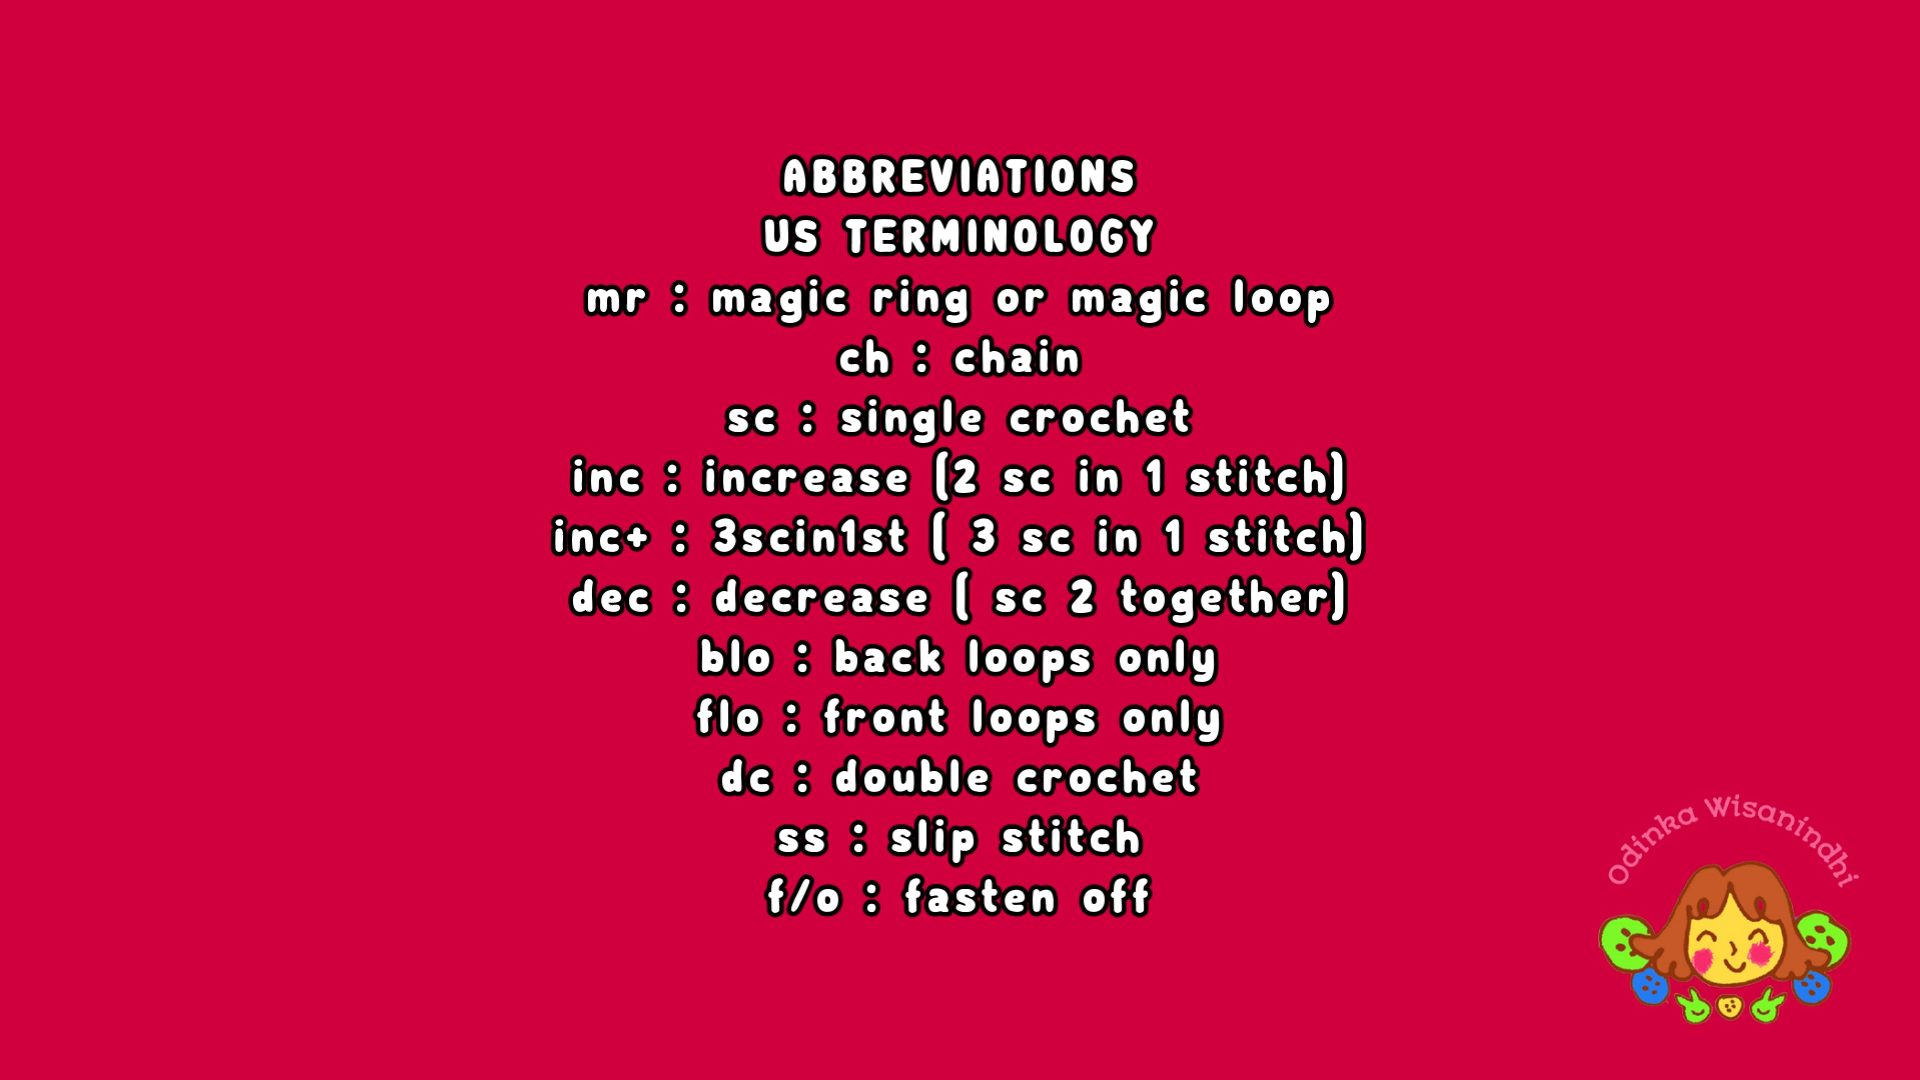 ABBREVIATIONS
US TERMINOLOGY
mr : magic ring or magic loop
ch : chain
sc : single crochet
inc : increase (2 sc in 1 stitch)
inc+ : 3scin1st ( 3 sc in 1 stitch)
dec : decrease ( sc 2 together)
blo : back loops only
flo : front loops only
dc : double crochet
ss : slip stitch
f/o : fasten off
Odinka Wisanindhi